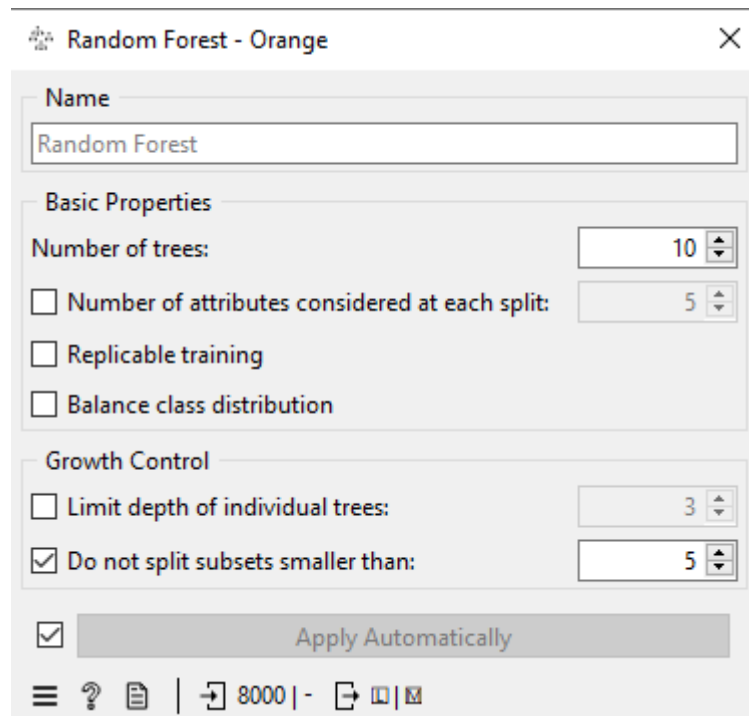 Random Forest - Orange
Name
Random Forest
Basic Properties
Number of trees: 10
Number of attributes considered at each split: 5
Replicable training
Balance class distribution
Growth Control
Limit depth of individual trees: 3
Do not split subsets smaller than: 5
Apply Automatically
? 8000 | - L | M